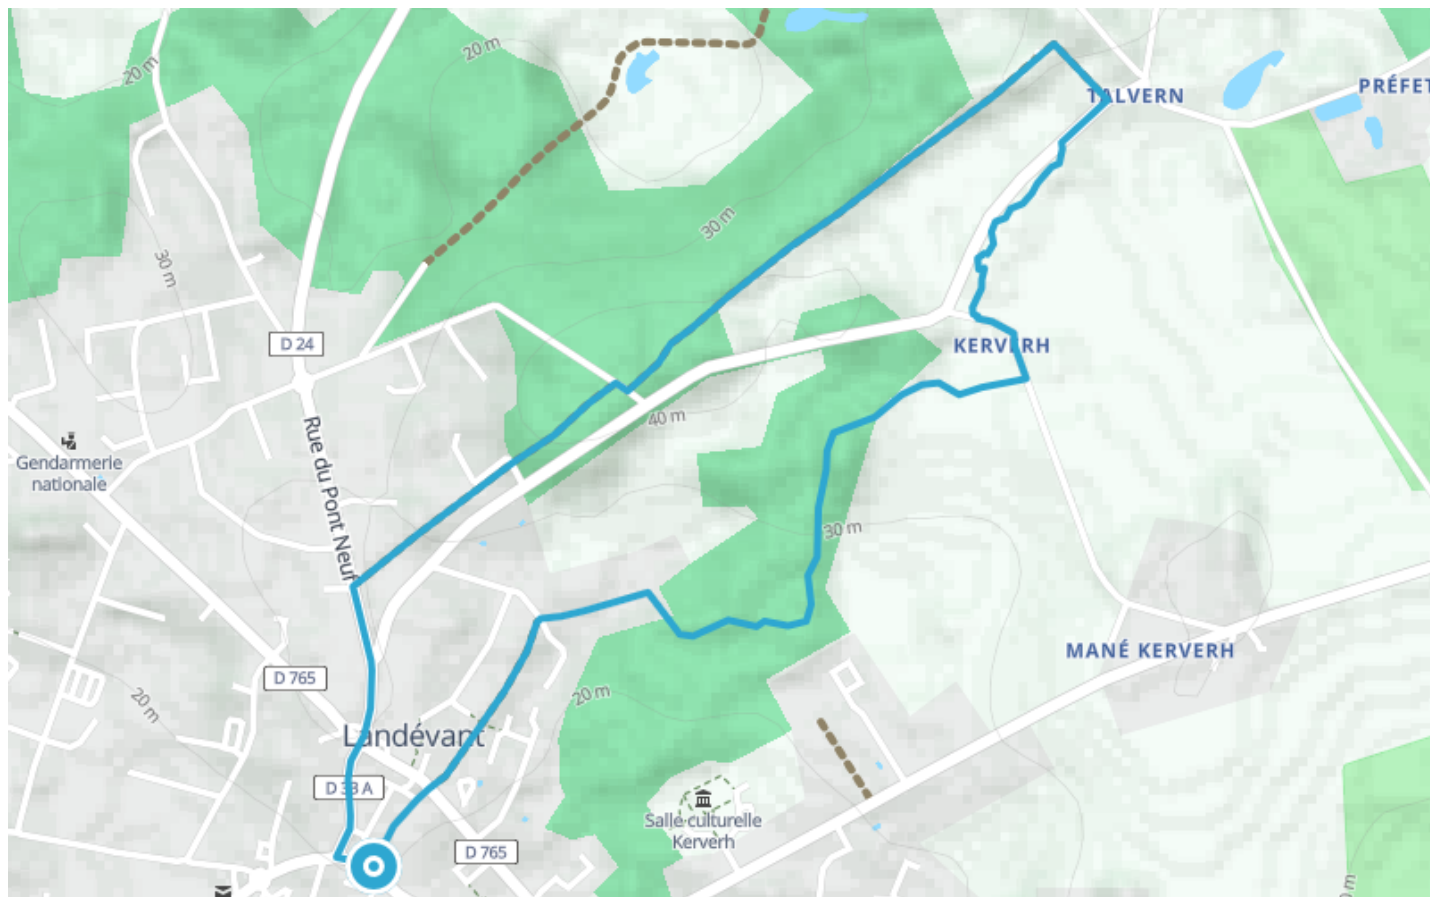 20 m
20 m
TALVERN
PRÉFET
30 m
30 m
D 24
KERVERH
40 m
Rue du Pont Neuf
Gendarmerie
nationale
30 m
MANÉ KERVERH
D 765
20 m
20 m
Landévant
D 33 A
Salle culturelle
Kerverh
D 765
0 m